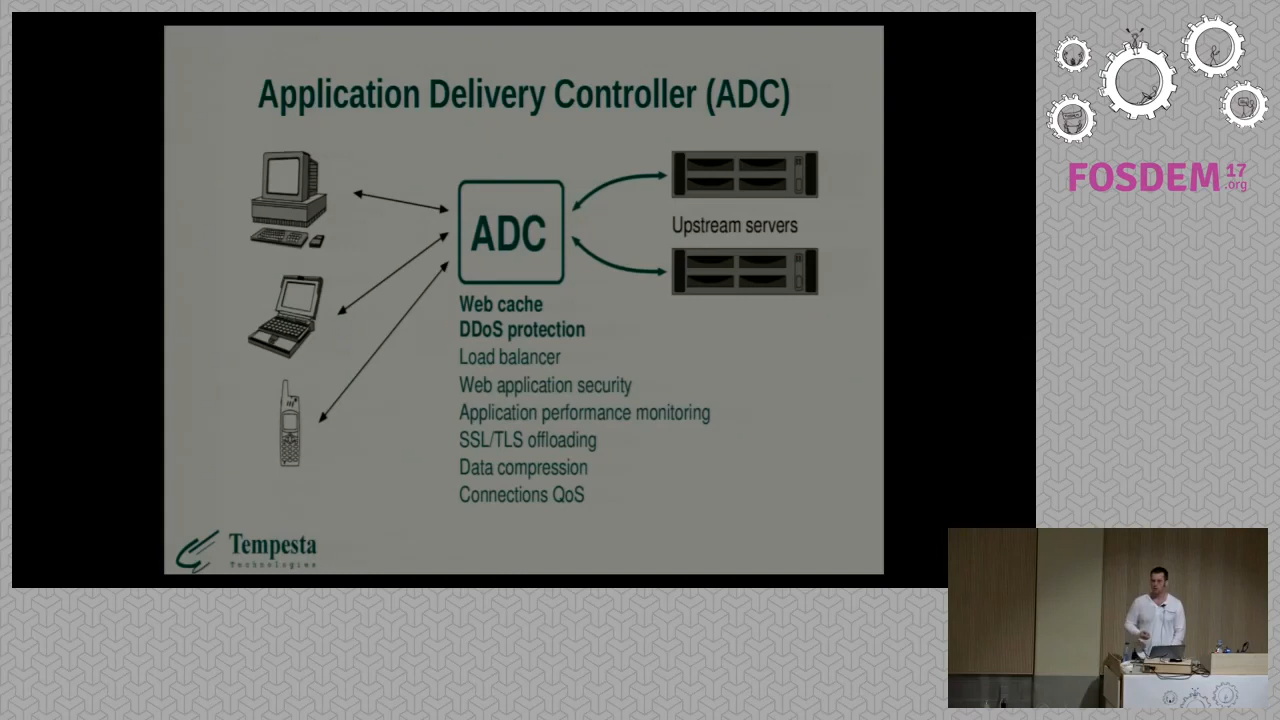 Application Delivery Controller (ADC)
ADC
Upstream servers
Web cache
DDoS protection
Load balancer
Web application security
Application performance monitoring
SSL/TLS offloading
Data compression
Connections QoS
Tempesta
Technologies
FOSDEM 17
.org